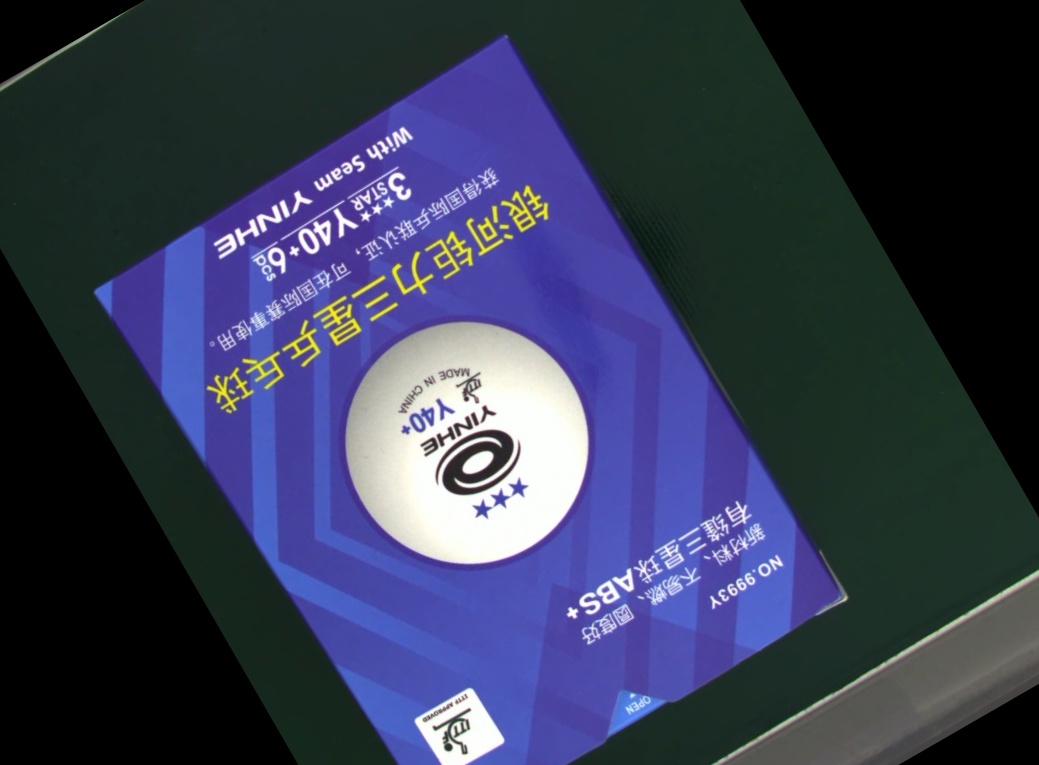 NO.9993Y
新材料、不易燃、圆度好
有缝三星球ABS+
★★★
YINHE
Y40+
MADE IN CHINA
银河钜力三星乒乓球
获得国际乒联认证，可在国际赛事使用。
3 STAR ★★★ Y40+ 6 PCS
With Seam YINHE
ITTF APPROVED
OPEN